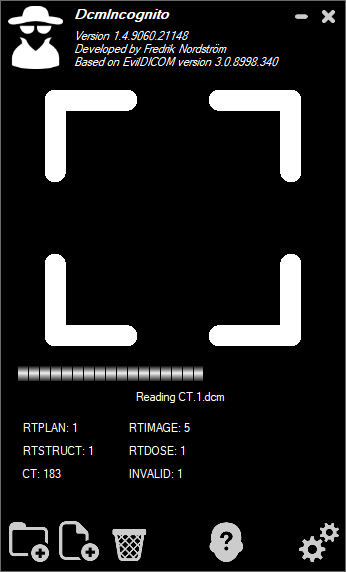 DcmIncognito
Version 1.4.9060.21148
Developed by Fredrik Nordström
Based on EvilDICOM version 3.0.8998.340
Reading CT.1.dcm
RTPLAN: 1 RTIMAGE: 5
RTSTRUCT: 1 RTDOSE: 1
CT: 183 INVALID: 1
?